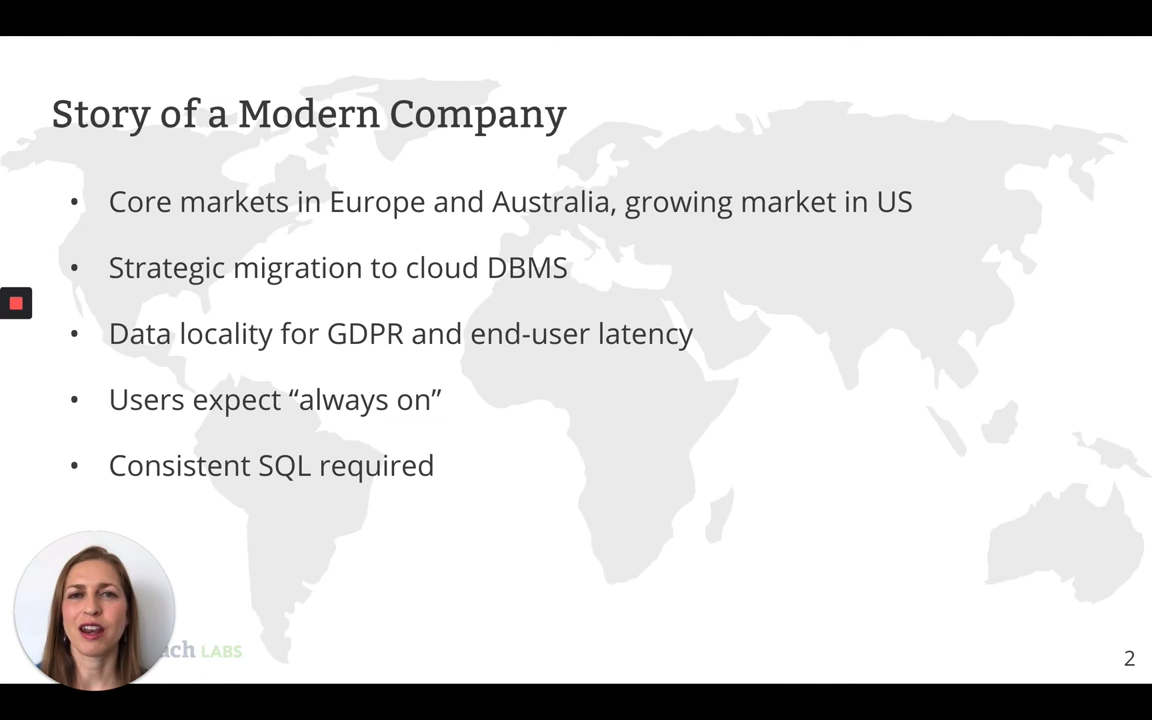 Story of a Modern Company
• Core markets in Europe and Australia, growing market in US
• Strategic migration to cloud DBMS
• Data locality for GDPR and end-user latency
• Users expect “always on”
• Consistent SQL required
LABS
2